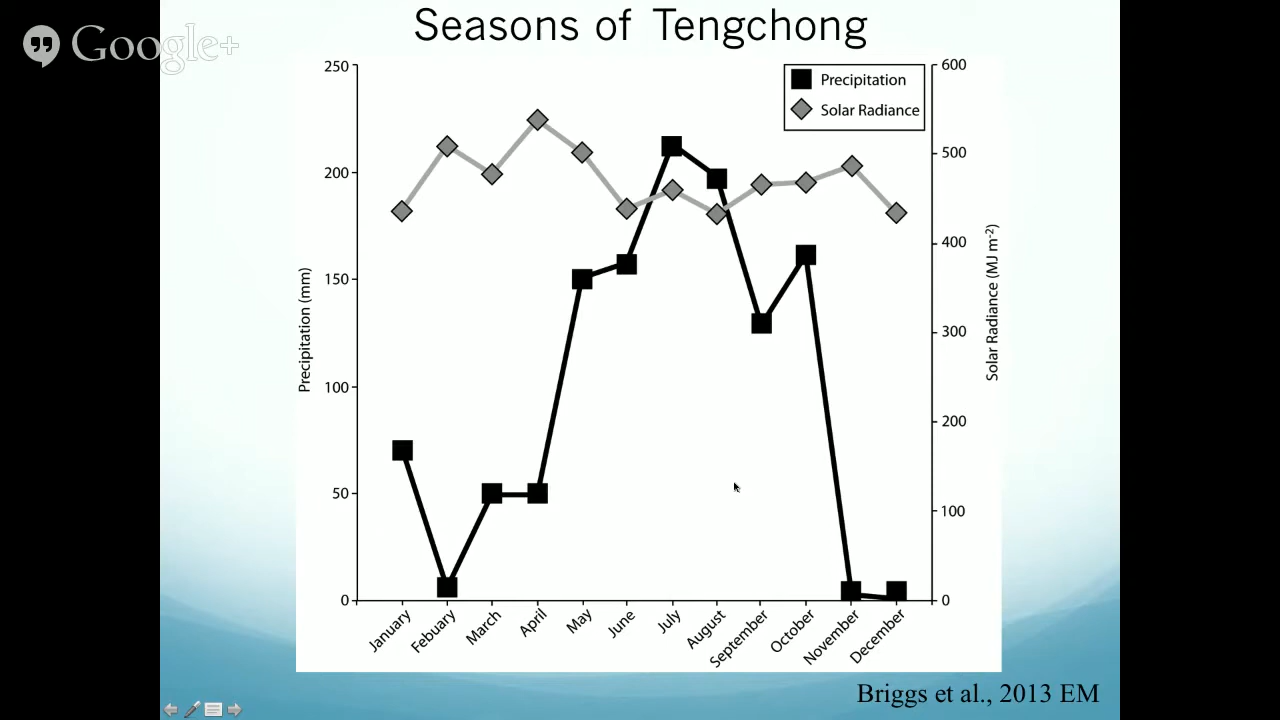 Google+
Seasons of Tengchong
Precipitation
Solar Radiance
250
200
150
100
50
0
Precipitation (mm)
600
500
400
300
200
100
0
Solar Radiance (MJ m-2)
January
Febuary
March
April
May
June
July
August
September
October
November
December
Briggs et al., 2013 EM